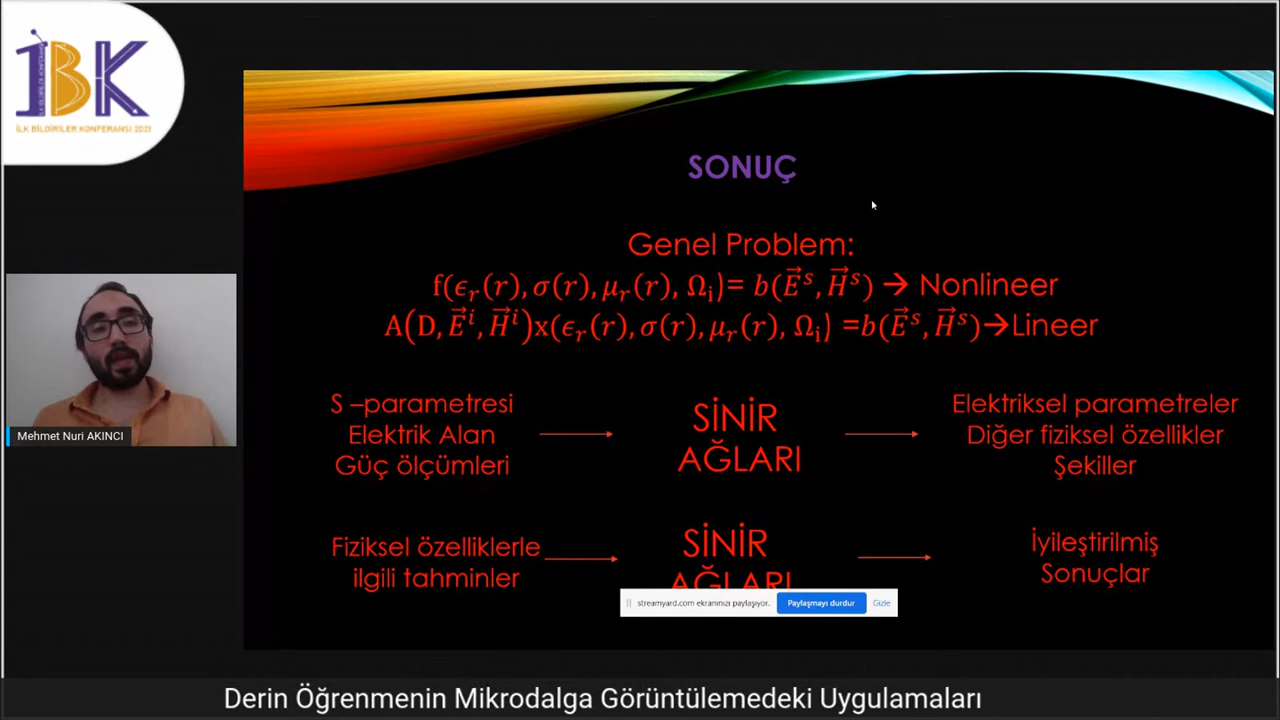 İBK
İLK BİLDİRİLER KONFERANSI 2021
SONUÇ
Genel Problem:
f(ϵᵣ(r), σ(r), μᵣ(r), Ωᵢ)= b(E⃗ˢ, H⃗ˢ) → Nonlineer
A(D, E⃗ⁱ, H⃗ⁱ)x(ϵᵣ(r), σ(r), μᵣ(r), Ωᵢ) =b(E⃗ˢ, H⃗ˢ)→Lineer
S –parametresi
Elektrik Alan
Güç ölçümleri
SİNİR
AĞLARI
Elektriksel parametreler
Diğer fiziksel özellikler
Şekiller
Fiziksel özelliklerle
ilgili tahminler
SİNİR
AĞLARI
İyileştirilmiş
Sonuçlar
streamyard.com ekranınızı paylaşıyor.
Paylaşmayı durdur
Gizle
Mehmet Nuri AKINCI
Derin Öğrenmenin Mikrodalga Görüntülemedeki Uygulamaları